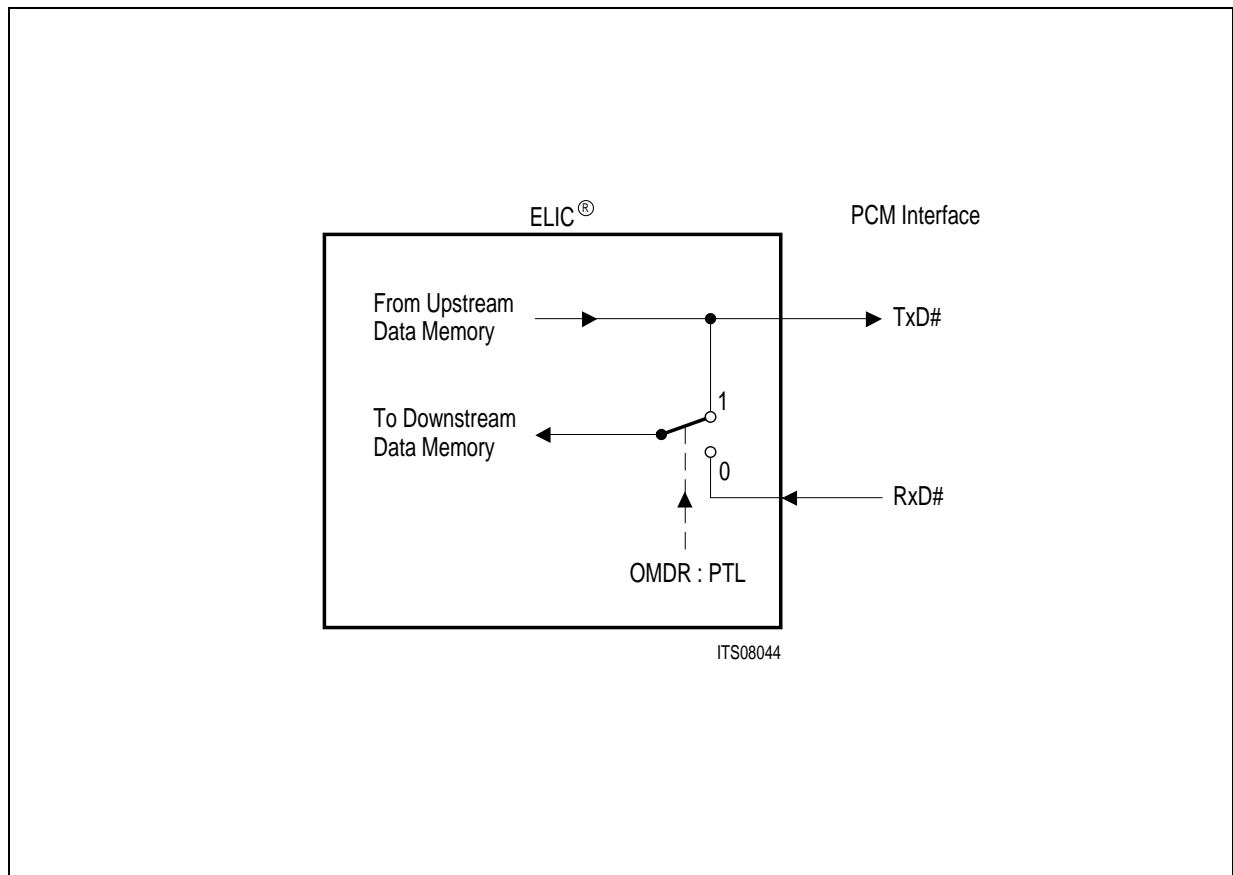 ELIC®
PCM Interface
From Upstream
Data Memory
TxD#
1
To Downstream
Data Memory
0
RxD#
OMDR : PTL
ITS08044